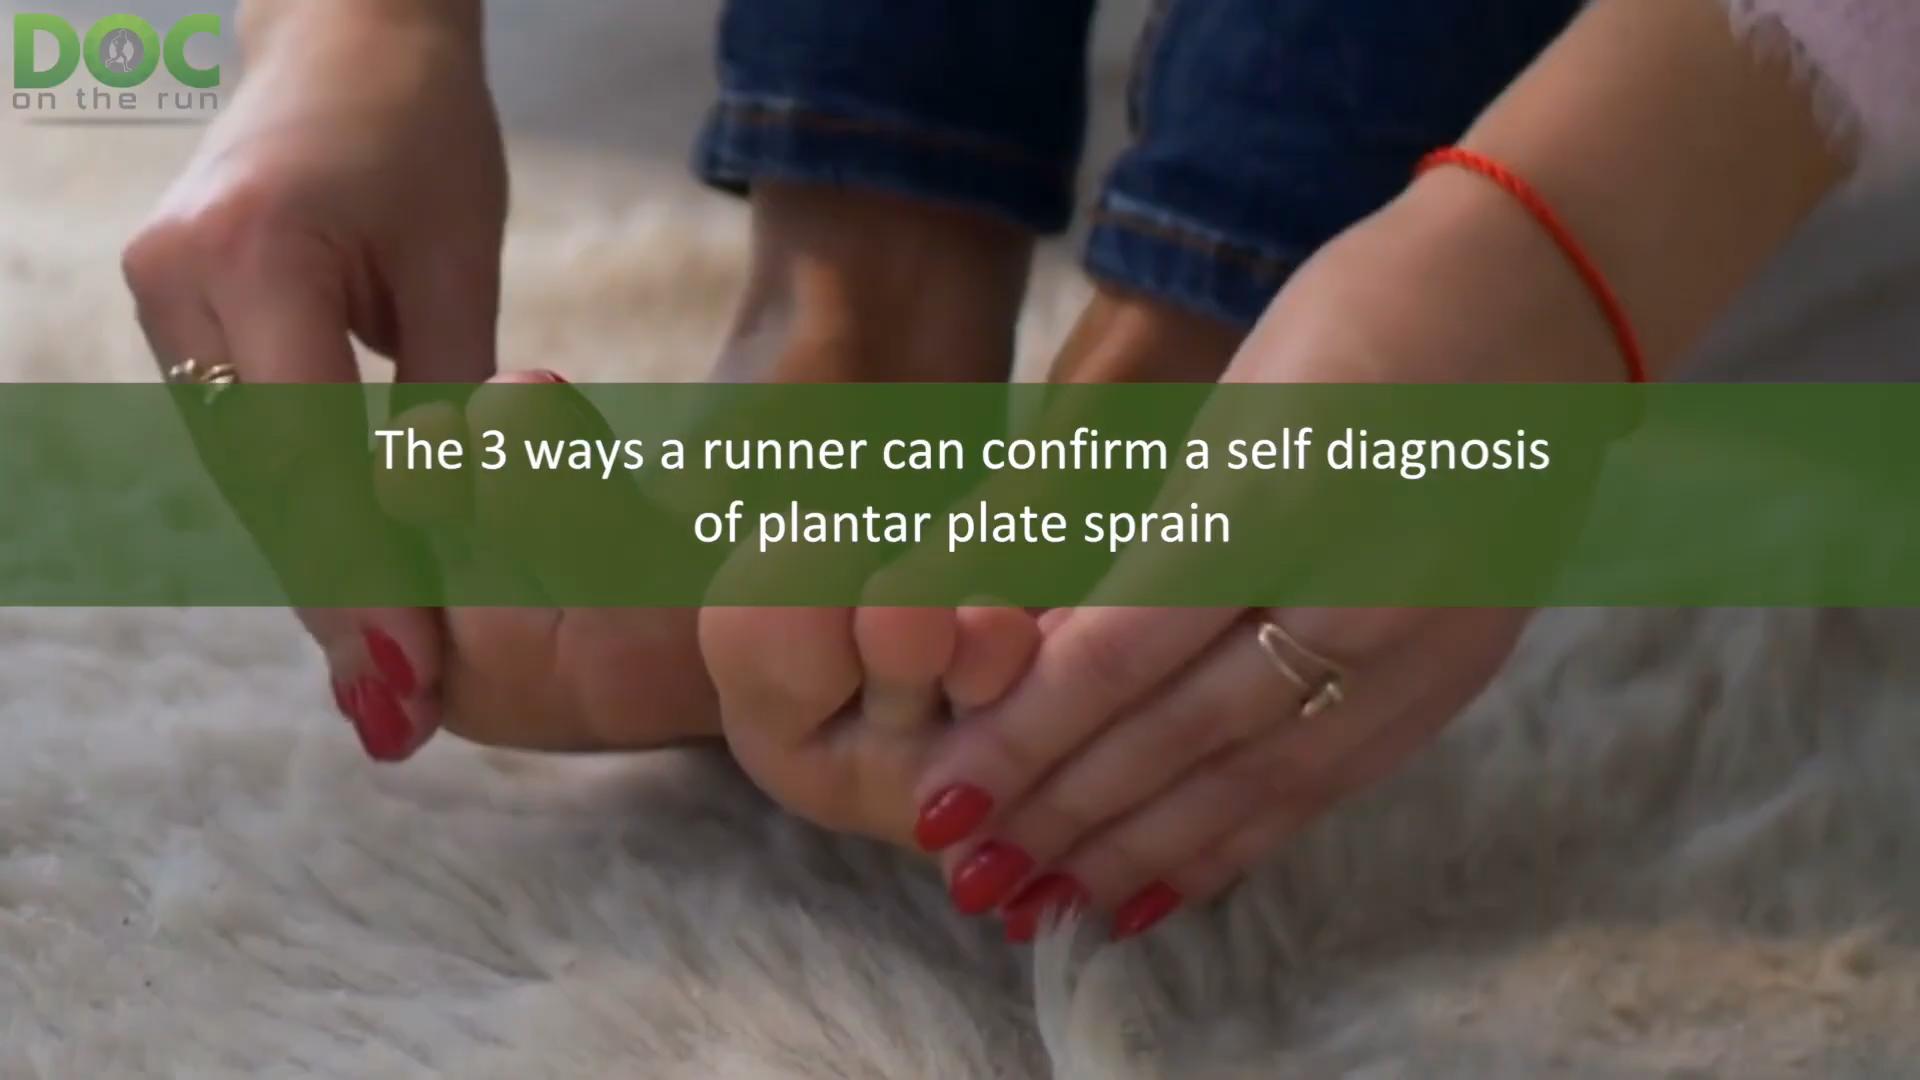 DOC
on the run
The 3 ways a runner can confirm a self diagnosis
of plantar plate sprain